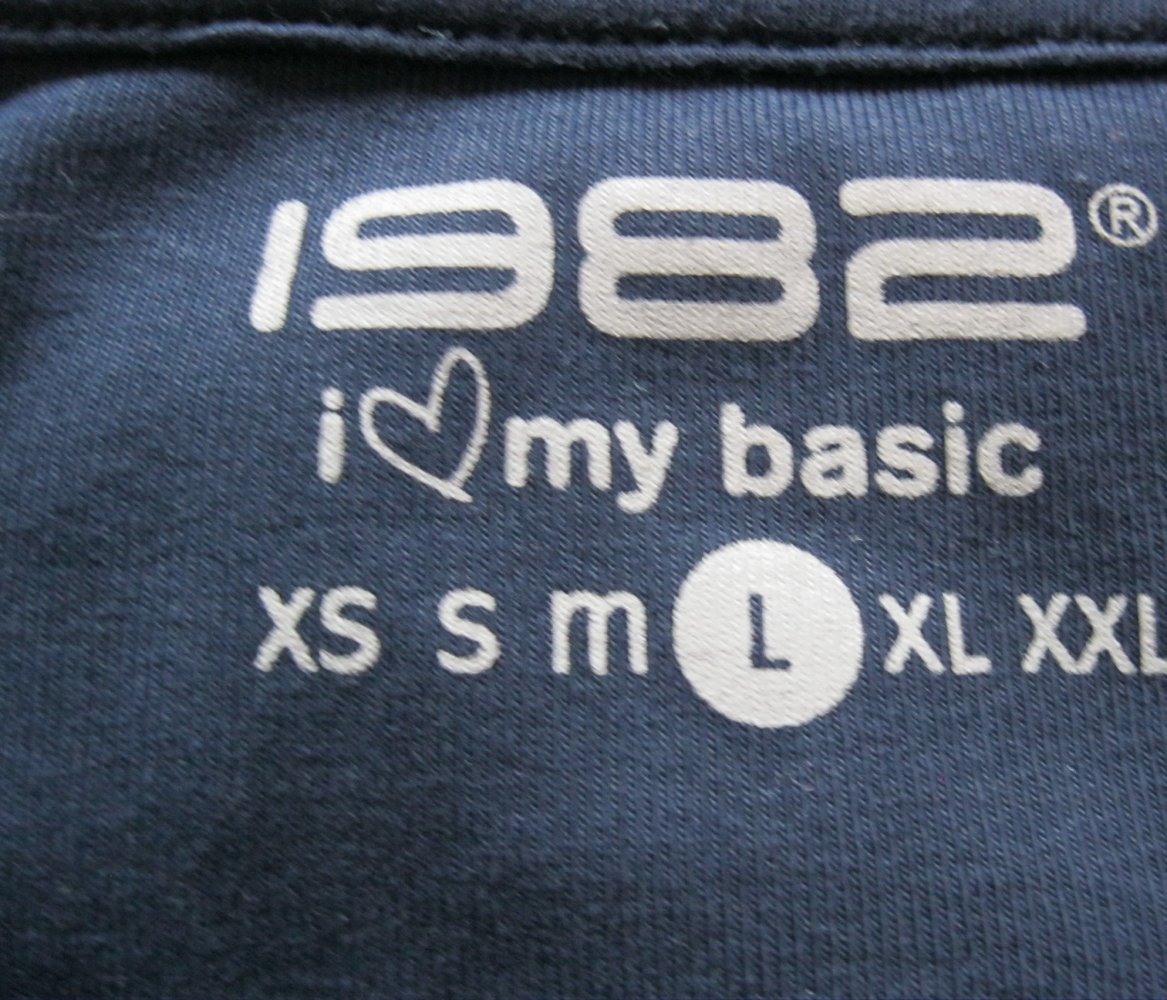 1982®
i♡my basic
XS S m L XL XXL